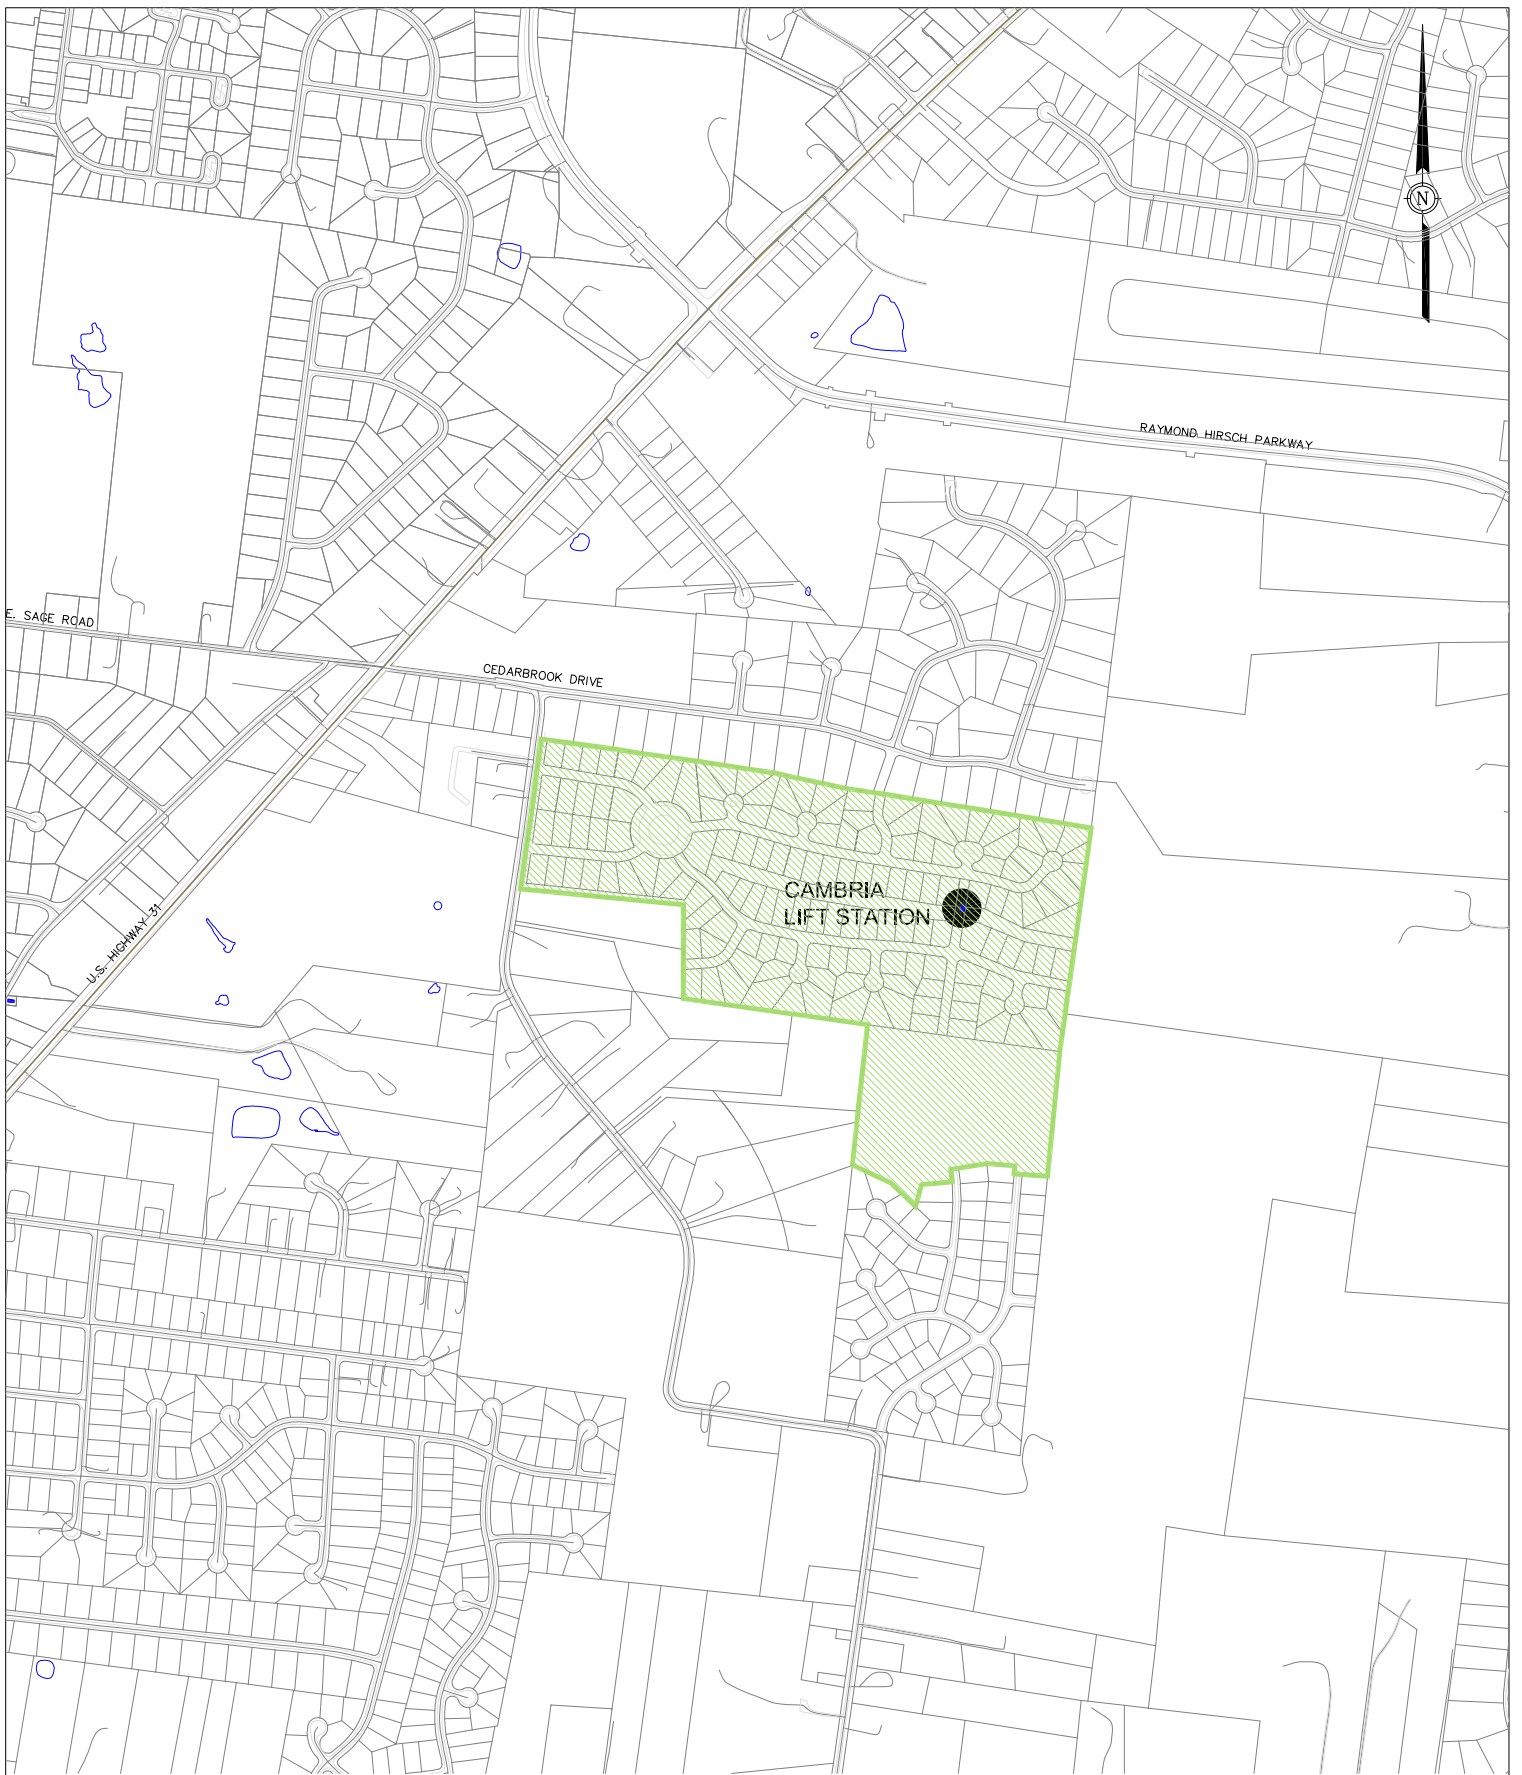 N
RAYMOND HIRSCH PARKWAY
E. SAGE ROAD
CEDARBROOK DRIVE
CAMBRIA
LIFT STATION
U.S. HIGHWAY 31